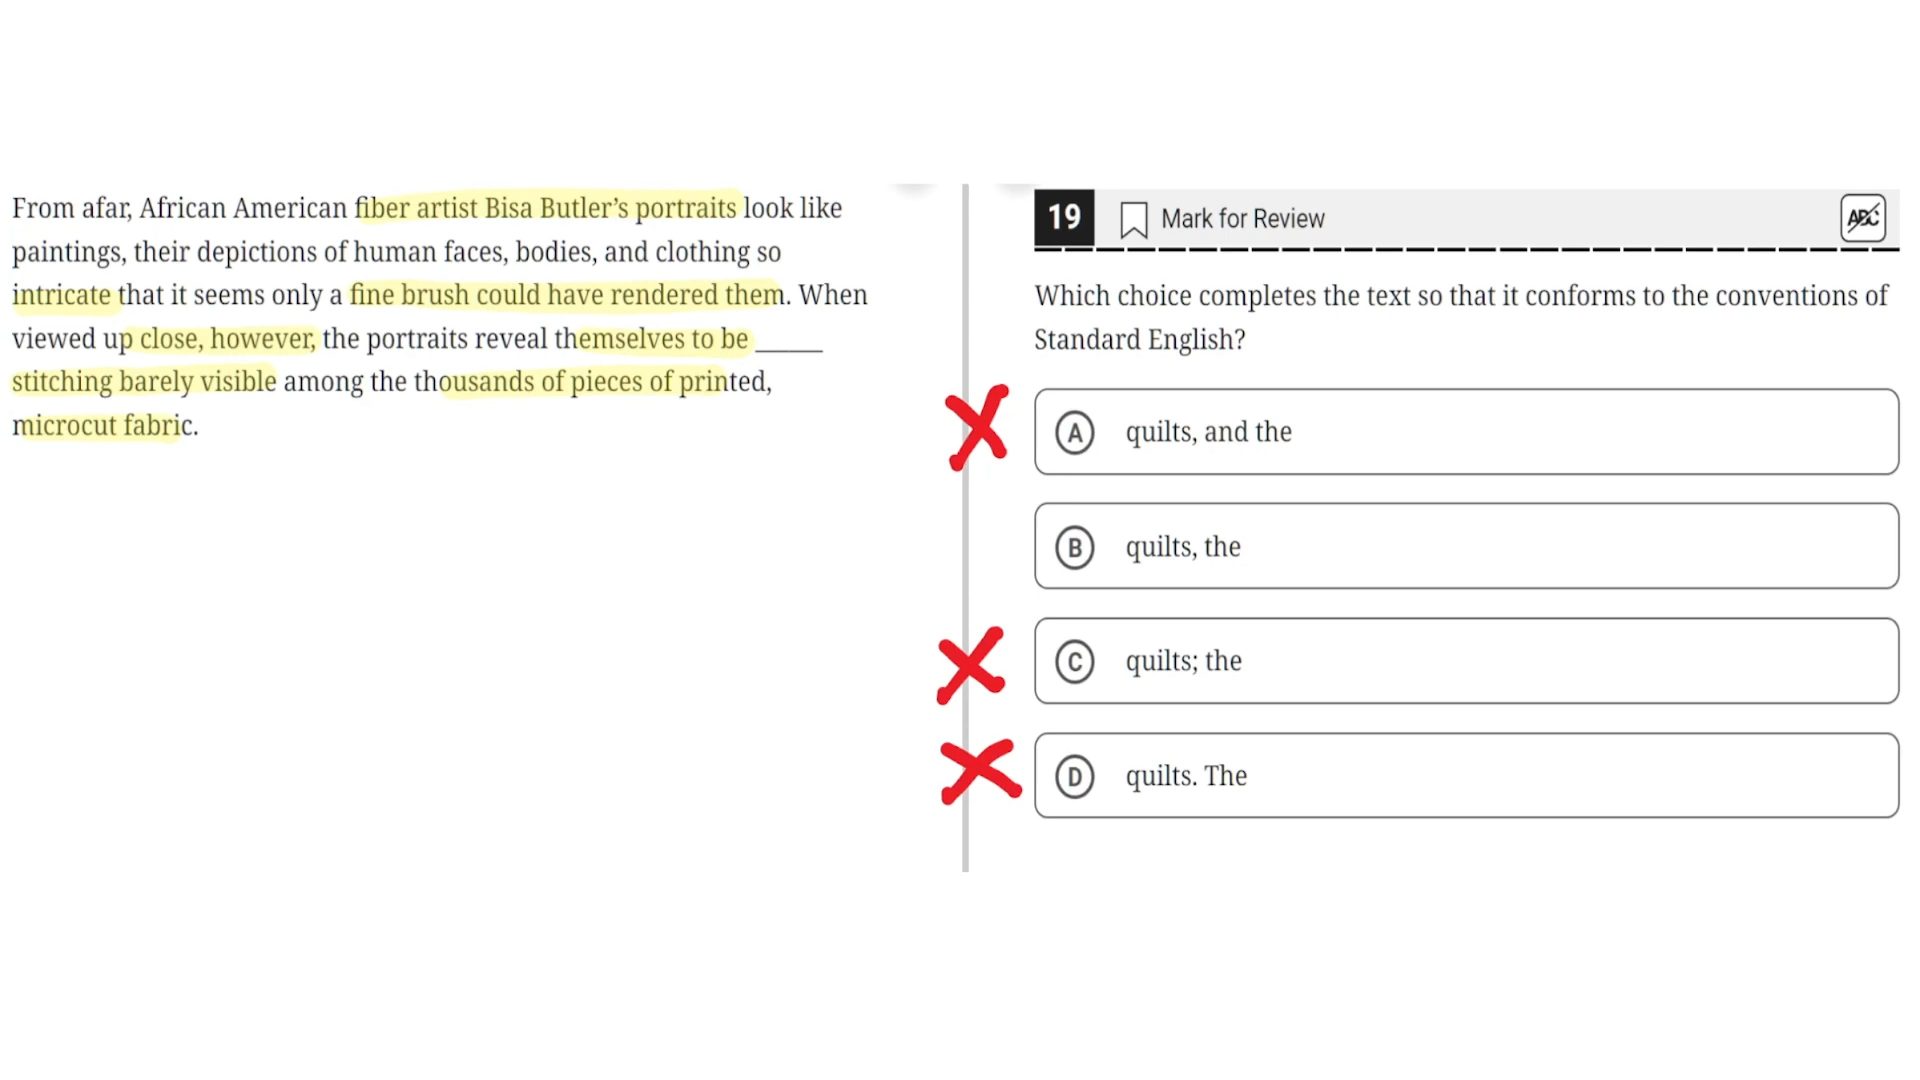 From afar, African American fiber artist Bisa Butler’s portraits look like
paintings, their depictions of human faces, bodies, and clothing so
intricate that it seems only a fine brush could have rendered them. When
viewed up close, however, the portraits reveal themselves to be ______
stitching barely visible among the thousands of pieces of printed,
microcut fabric.
19 Mark for Review ABC
Which choice completes the text so that it conforms to the conventions of
Standard English?
A quilts, and the
B quilts, the
C quilts; the
D quilts. The